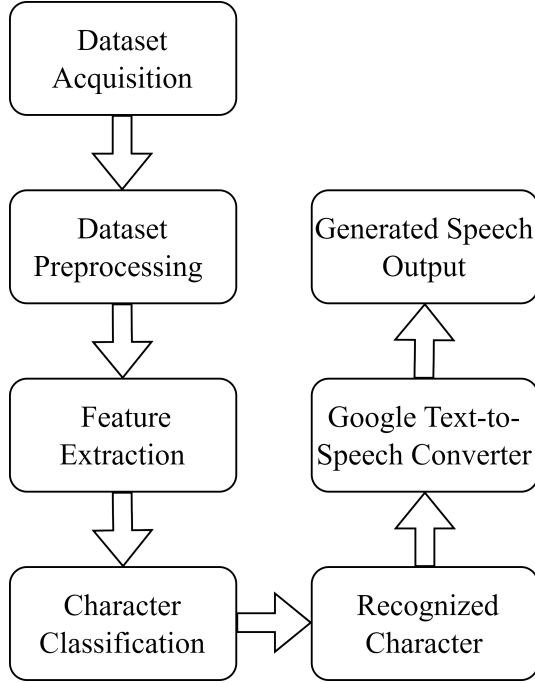 Dataset
Acquisition
Dataset
Preprocessing
Feature
Extraction
Character
Classification
Recognized
Character
Google Text-to-
Speech Converter
Generated Speech
Output